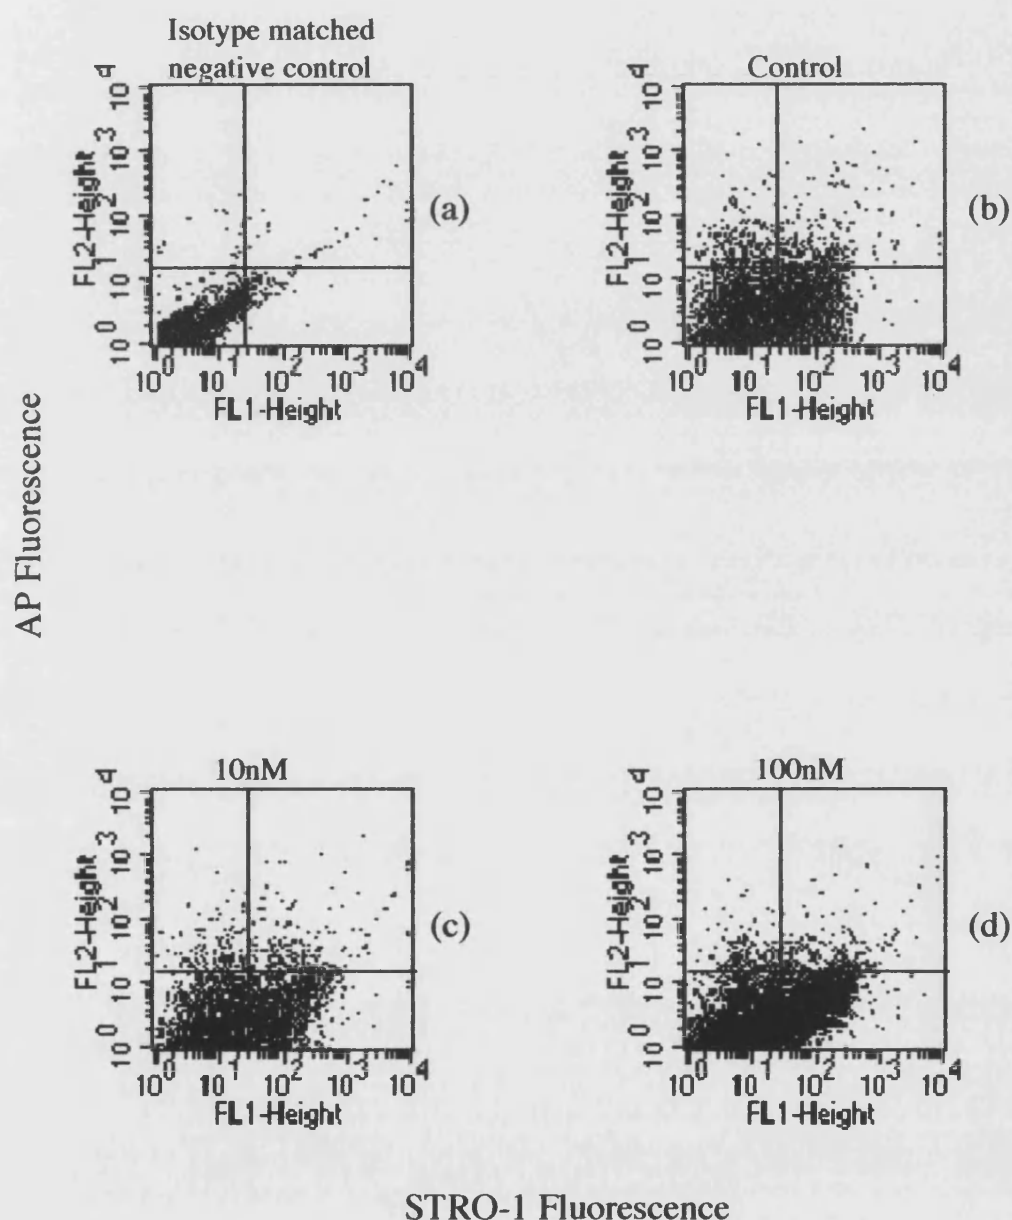 Isotype matched
negative control
10^0 10^1 10^2 10^3 10^4
FL2-Height
10^0 10^1 10^2 10^3 10^4
FL1-Height
(a)
Control
10^0 10^1 10^2 10^3 10^4
FL2-Height
10^0 10^1 10^2 10^3 10^4
FL1-Height
(b)
AP Fluorescence
10nM
10^0 10^1 10^2 10^3 10^4
FL2-Height
10^0 10^1 10^2 10^3 10^4
FL1-Height
(c)
100nM
10^0 10^1 10^2 10^3 10^4
FL2-Height
10^0 10^1 10^2 10^3 10^4
FL1-Height
(d)
STRO-1 Fluorescence